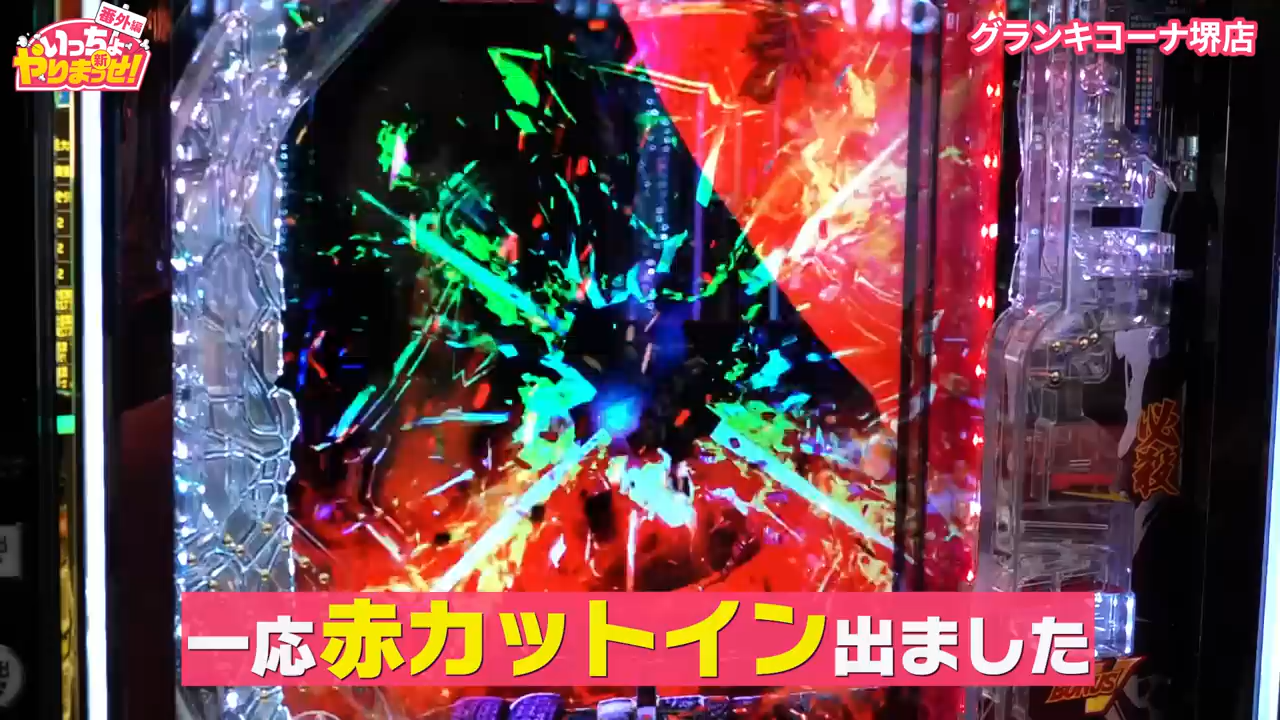 番外編
いっちょ
新
やりまっせ!
グランキコーナ堺店
必殺
一応赤カットイン出ました
BONUS